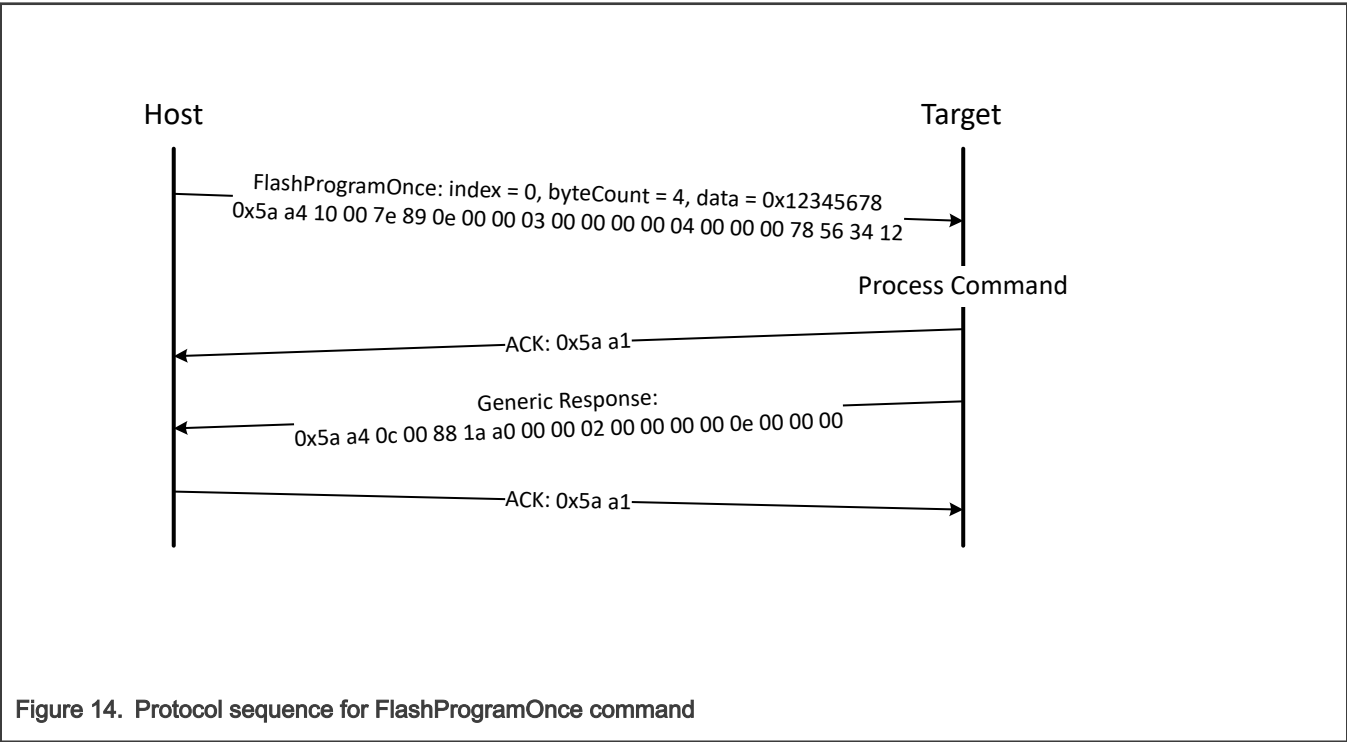 Host
Target
FlashProgramOnce: index = 0, byteCount = 4, data = 0x12345678
0x5a a4 10 00 7e 89 0e 00 00 03 00 00 00 00 04 00 00 00 78 56 34 12
Process Command
ACK: 0x5a a1
Generic Response:
0x5a a4 0c 00 88 1a a0 00 00 02 00 00 00 00 0e 00 00 00
ACK: 0x5a a1
Figure 14. Protocol sequence for FlashProgramOnce command